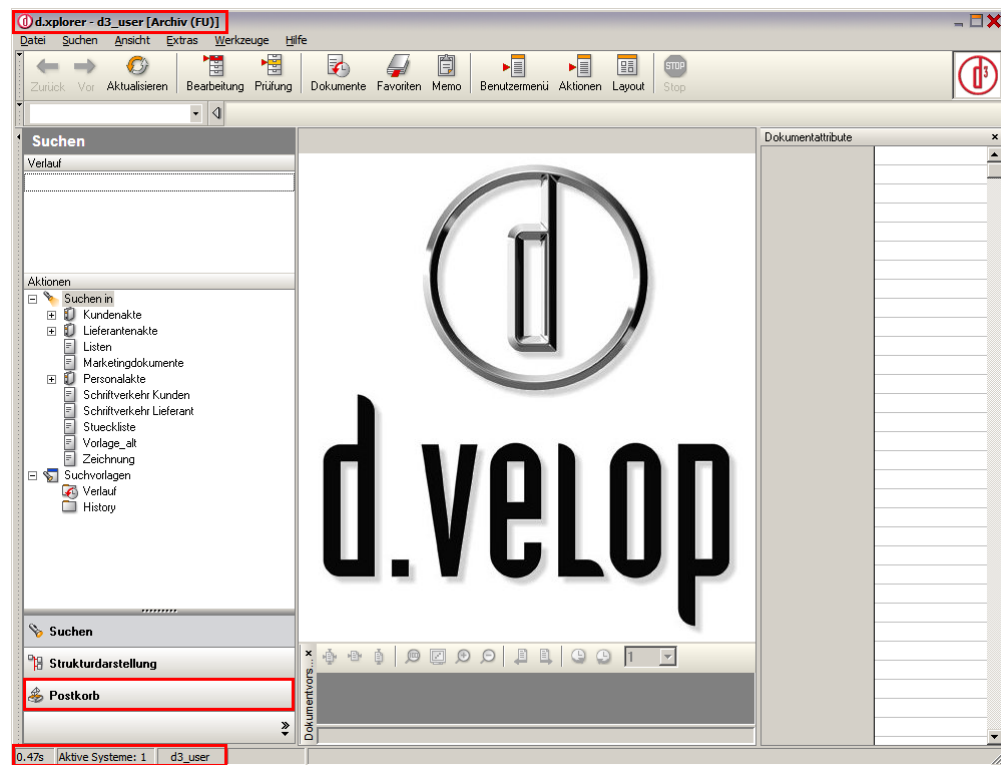 d.xplorer - d3_user [Archiv (FU)]
Datei Suchen Ansicht Extras Werkzeuge Hilfe
Zurück Vor Aktualisieren Bearbeitung Prüfung Dokumente Favoriten Memo Benutzermenü Aktionen Layout STOP Stop
d3
Suchen
Verlauf
Aktionen
Suchen in
Kundenakte
Lieferantenakte
Listen
Marketingdokumente
Personalakte
Schriftverkehr Kunden
Schriftverkehr Lieferant
Stueckliste
Vorlage_alt
Zeichnung
Suchvorlagen
Verlauf
History
Suchen
Strukturdarstellung
Postkorb
d
d.velop
Dokumentvors...
1
Dokumentattribute
0.47s Aktive Systeme: 1 d3_user